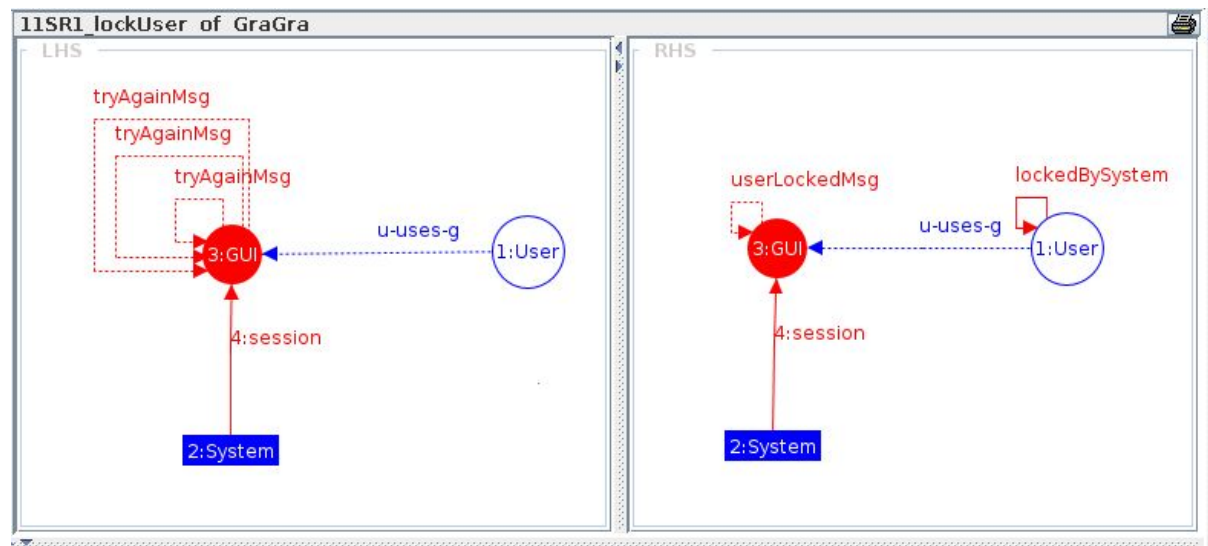 11SR1_lockUser of GraGra
LHS
tryAgainMsg
tryAgainMsg
tryAgainMsg
u-uses-g
3:GUI
1:User
4:session
2:System
RHS
lockedBySystem
userLockedMsg
u-uses-g
3:GUI
1:User
4:session
2:System